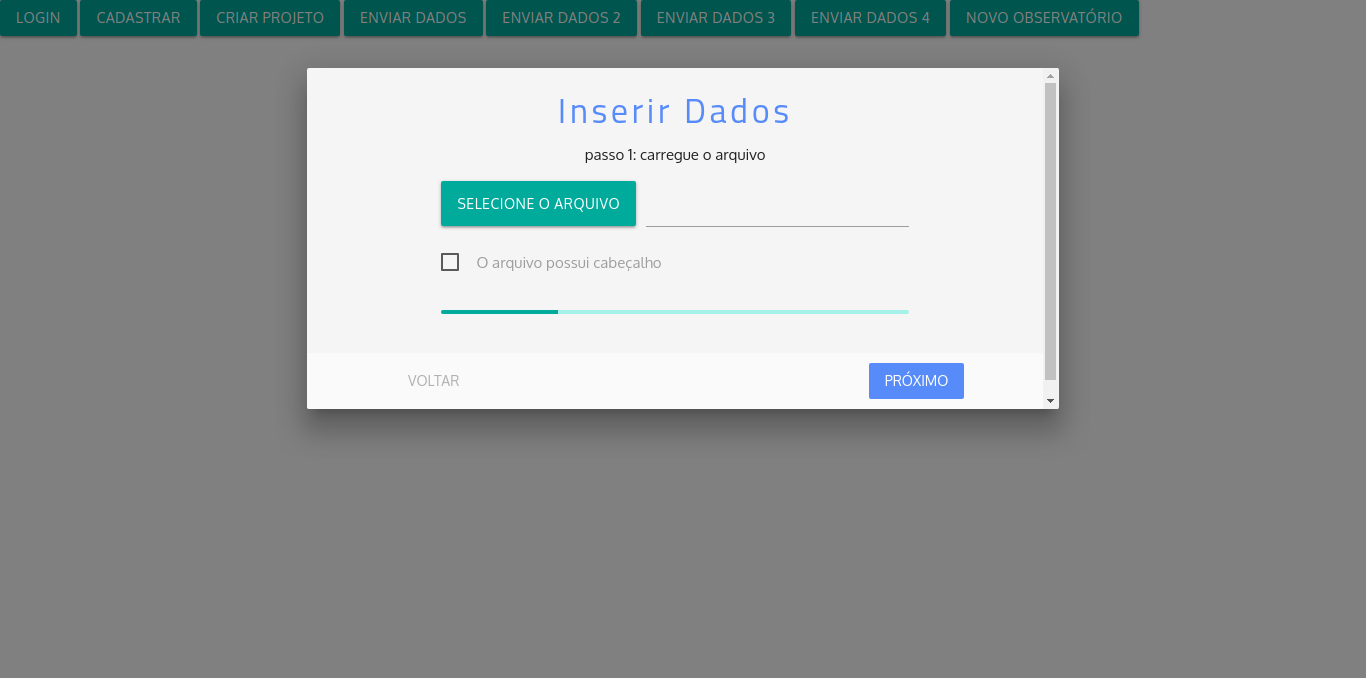 LOGIN CADASTRAR CRIAR PROJETO ENVIAR DADOS ENVIAR DADOS 2 ENVIAR DADOS 3 ENVIAR DADOS 4 NOVO OBSERVATÓRIO
Inserir Dados
passo 1: carregue o arquivo
SELECIONE O ARQUIVO
O arquivo possui cabeçalho
VOLTAR PRÓXIMO